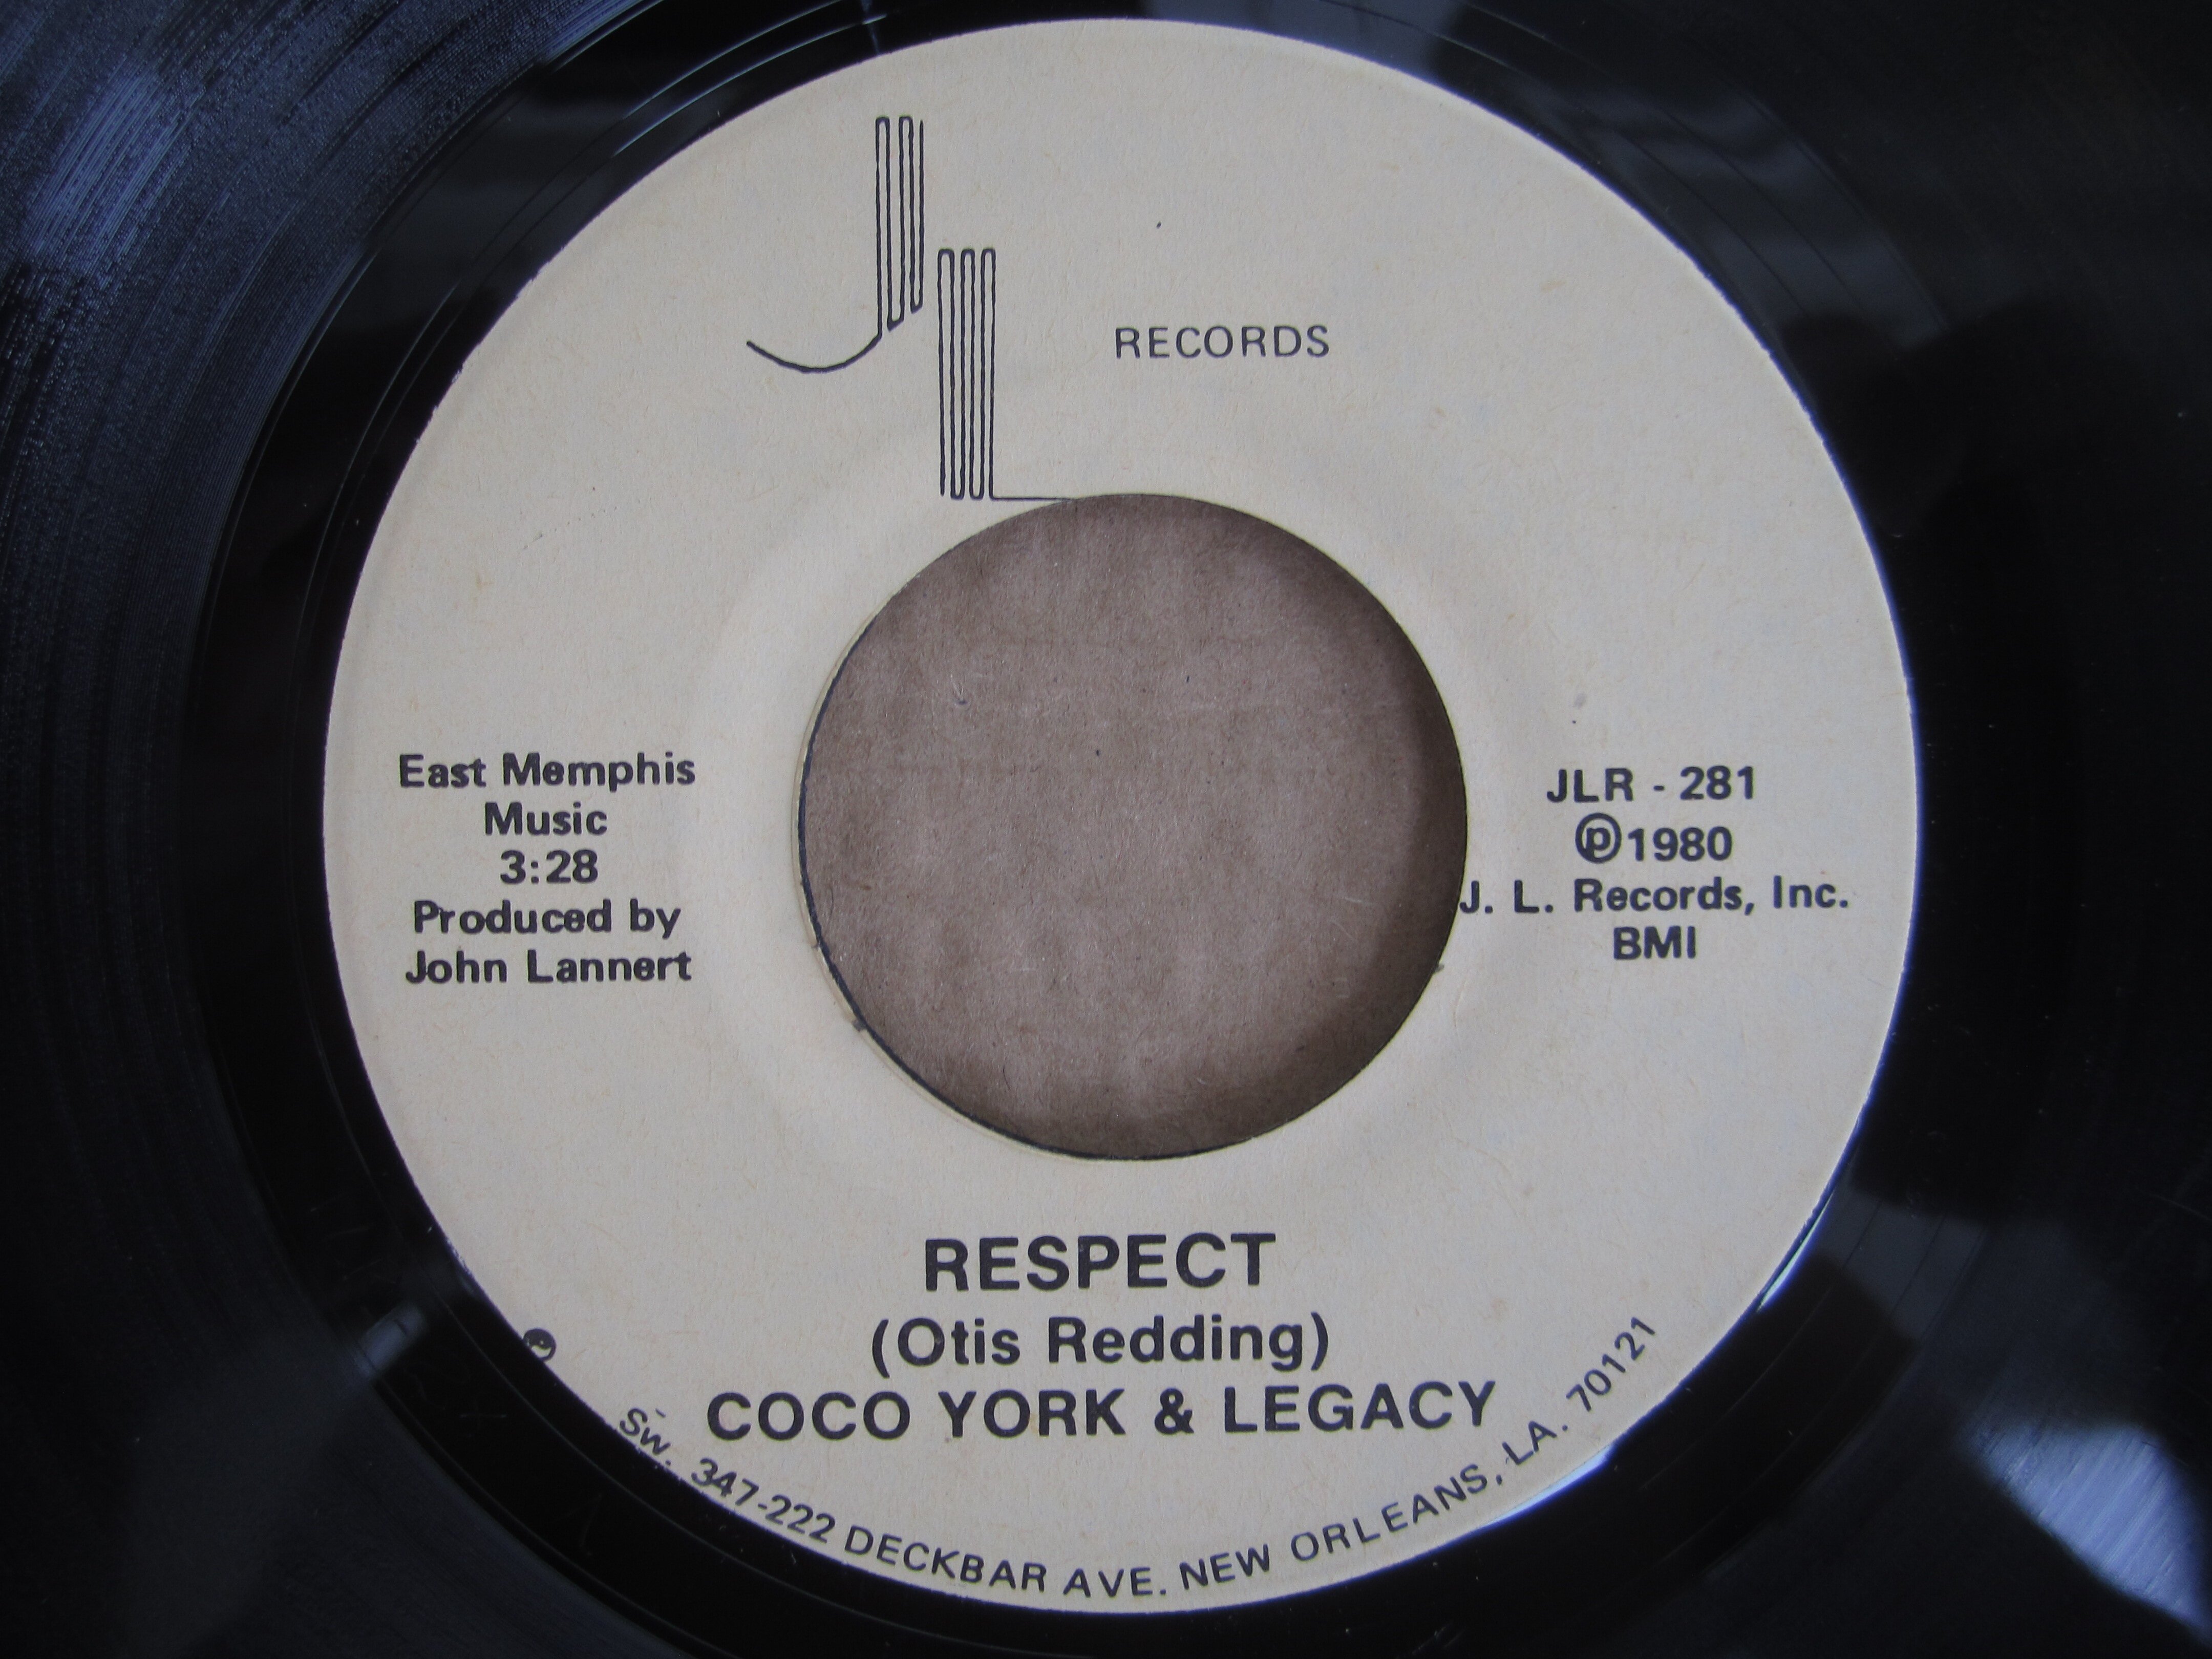 JL
RECORDS
East Memphis
Music
3:28
Produced by
John Lannert
JLR - 281
℗1980
J. L. Records, Inc.
BMI
RESPECT
(Otis Redding)
COCO YORK & LEGACY
Sw. 347-222 DECKBAR AVE. NEW ORLEANS, LA. 70121